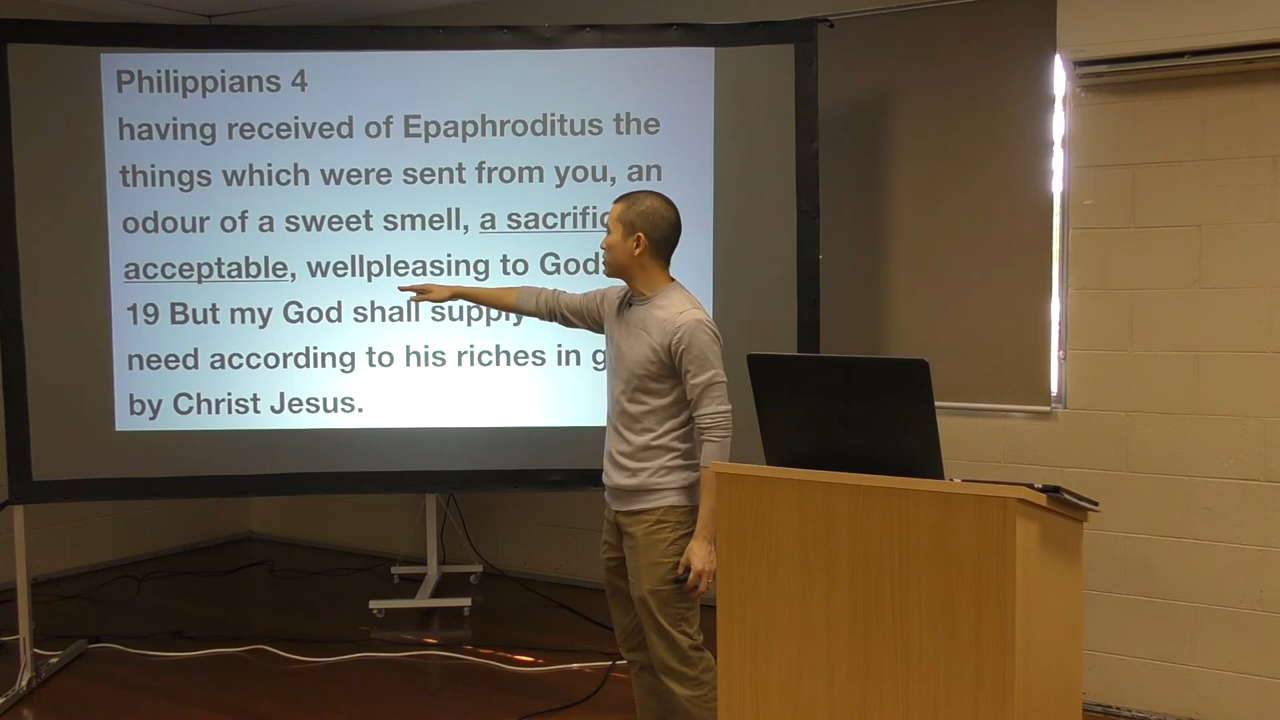 Philippians 4
having received of Epaphroditus the
things which were sent from you, an
odour of a sweet smell, a sacrific
acceptable, wellpleasing to God.
19 But my God shall supply
need according to his riches in g
by Christ Jesus.